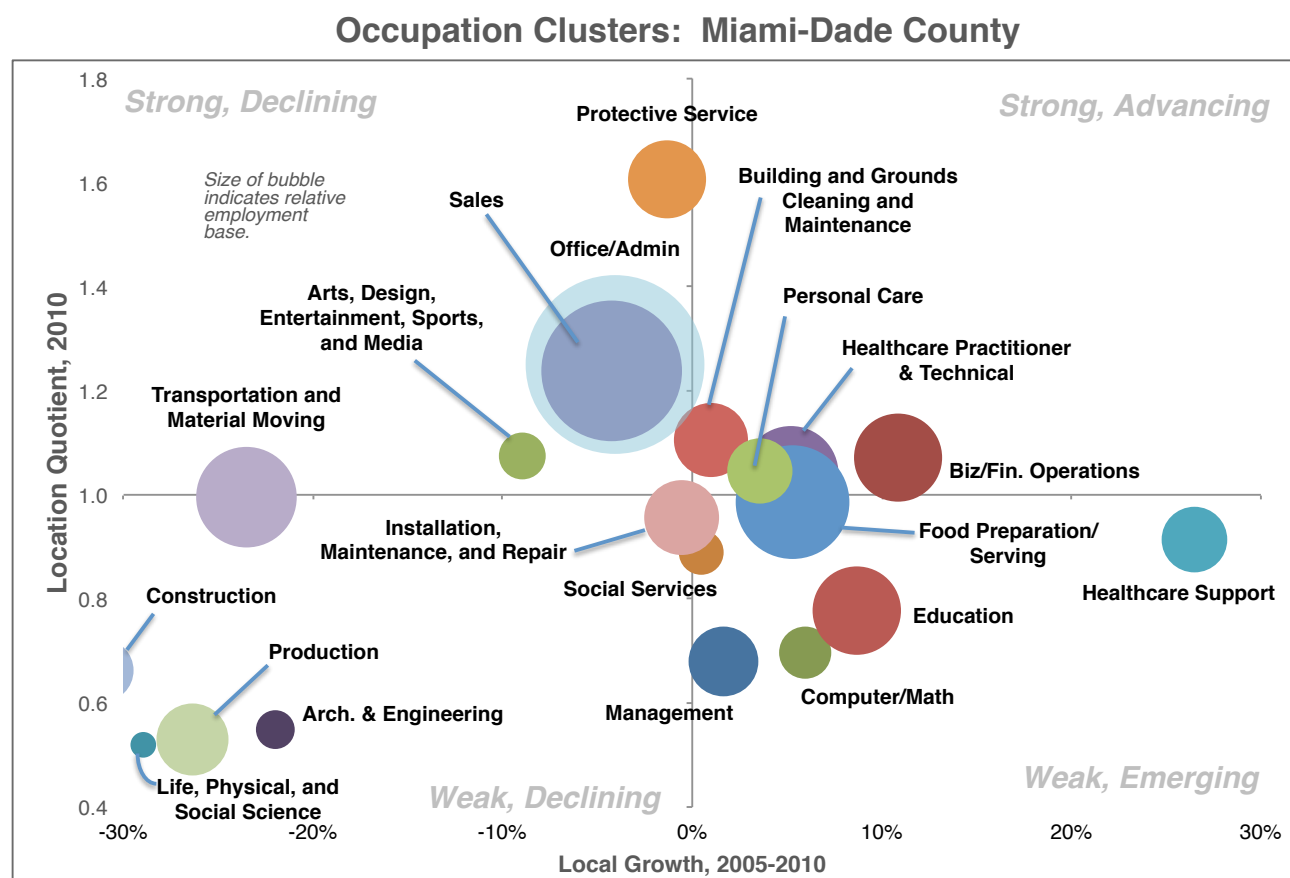 Occupation Clusters:  Miami-Dade County
1.8
Strong, Declining
Strong, Advancing
Protective Service
Size of bubble
indicates relative
employment
base.
Building and Grounds
Cleaning and
Maintenance
1.6
Sales
Office/Admin
1.4
Arts, Design,
Entertainment, Sports,
and Media
Personal Care
Healthcare Practitioner
& Technical
1.2
Transportation and
Material Moving
Biz/Fin. Operations
1.0
Location Quotient, 2010
Installation,
Maintenance, and Repair
Food Preparation/
Serving
Social Services
Healthcare Support
0.8
Construction
Education
Production
Computer/Math
0.6
Arch. & Engineering
Management
Life, Physical, and
Social Science
Weak, Declining
Weak, Emerging
0.4
-30%
-20%
-10%
0%
10%
20%
30%
Local Growth, 2005-2010